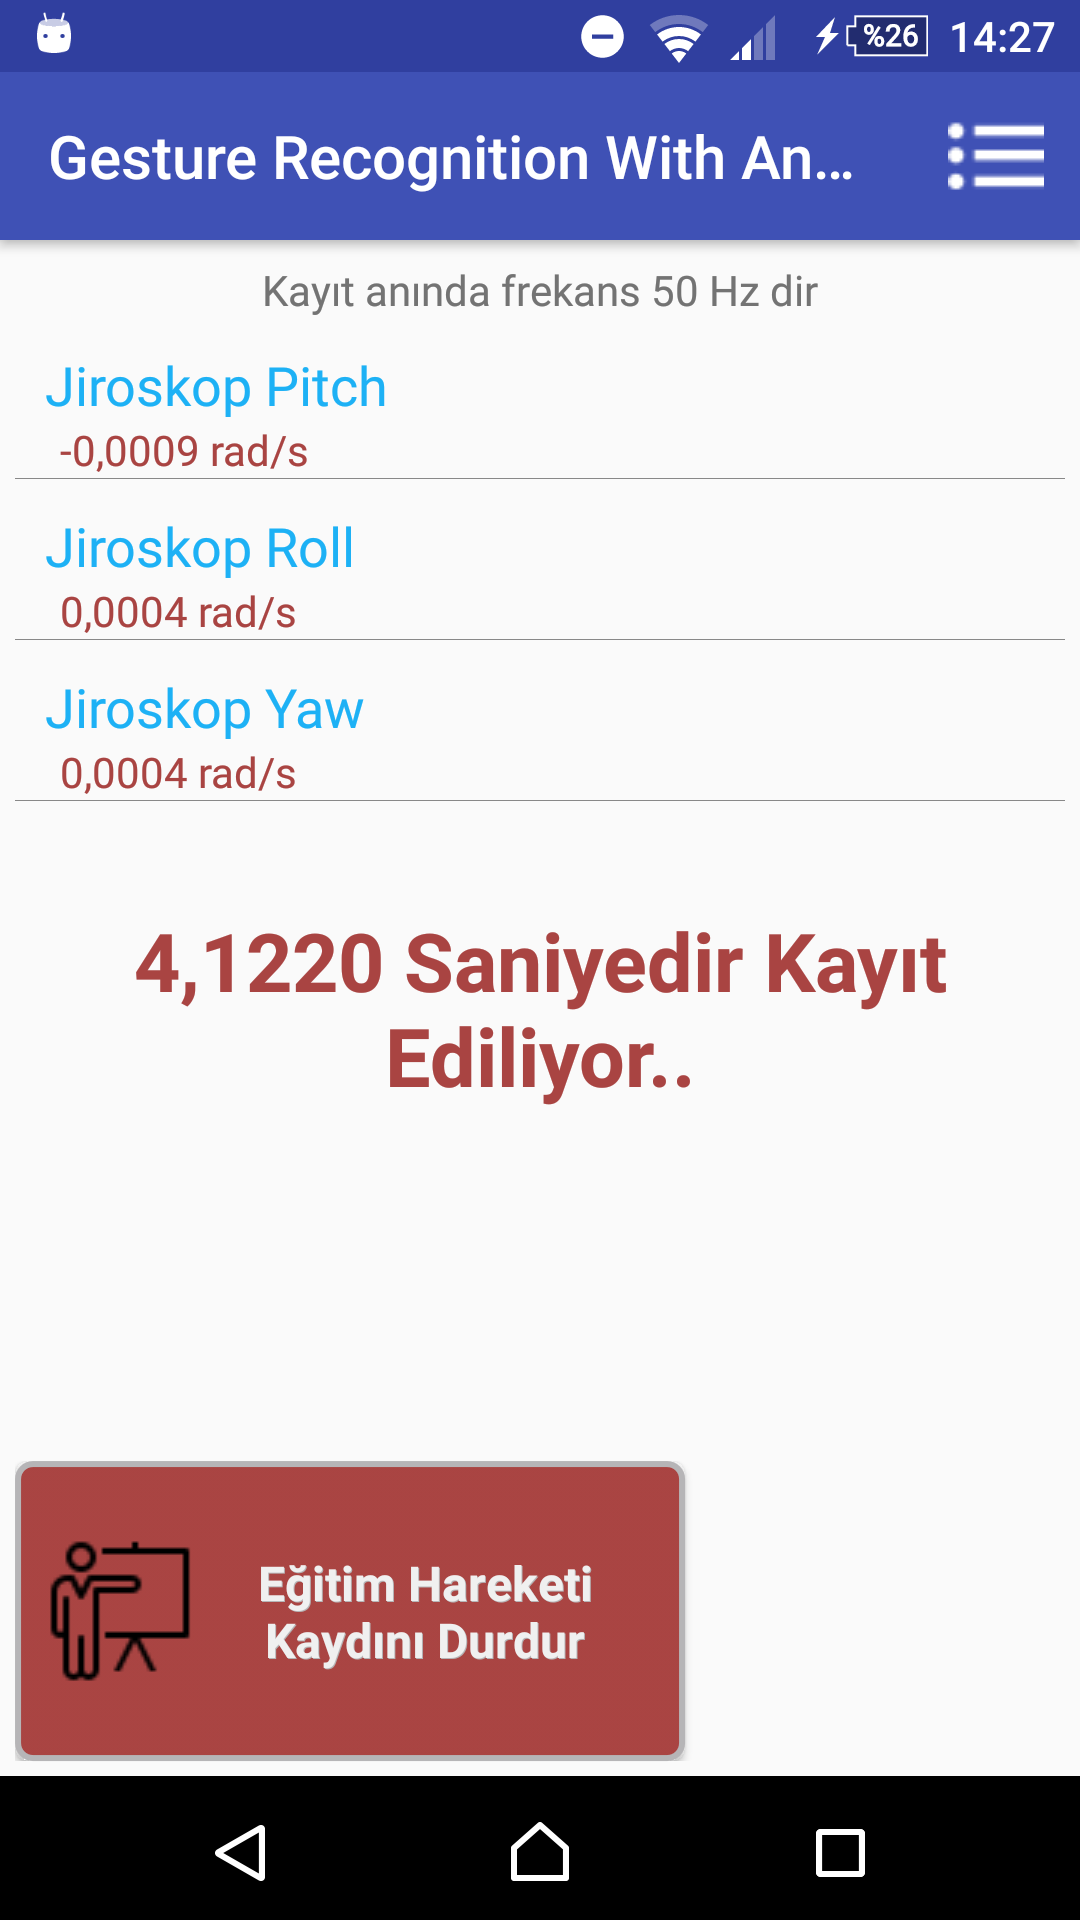 %26 14:27
Gesture Recognition With An...
Kayıt anında frekans 50 Hz dir
Jiroskop Pitch
-0,0009 rad/s
Jiroskop Roll
0,0004 rad/s
Jiroskop Yaw
0,0004 rad/s
4,1220 Saniyedir Kayıt
Ediliyor..
Eğitim Hareketi
Kaydını Durdur